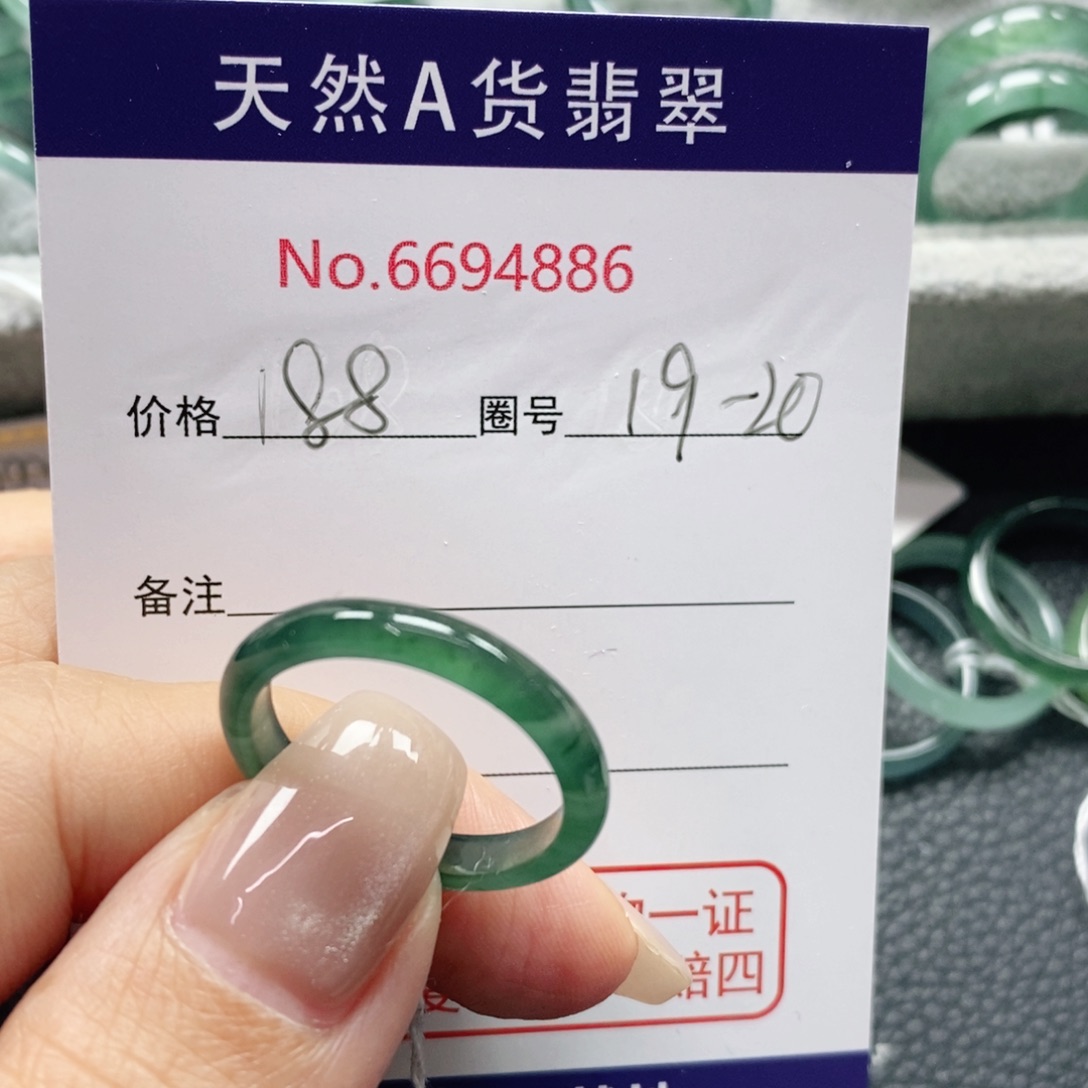 天然A货翡翠
No.6694886
价格 188 圈号 19-20
备注
一证
赔四